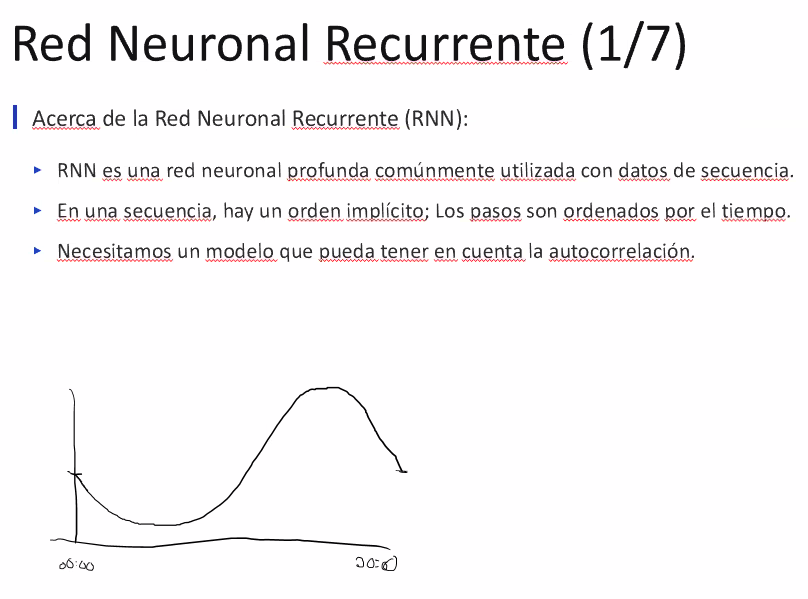 Red Neuronal Recurrente (1/7)
Acerca de la Red Neuronal Recurrente (RNN):
RNN es una red neuronal profunda comúnmente utilizada con datos de secuencia.
En una secuencia, hay un orden implícito; Los pasos son ordenados por el tiempo.
Necesitamos un modelo que pueda tener en cuenta la autocorrelación.
00:00